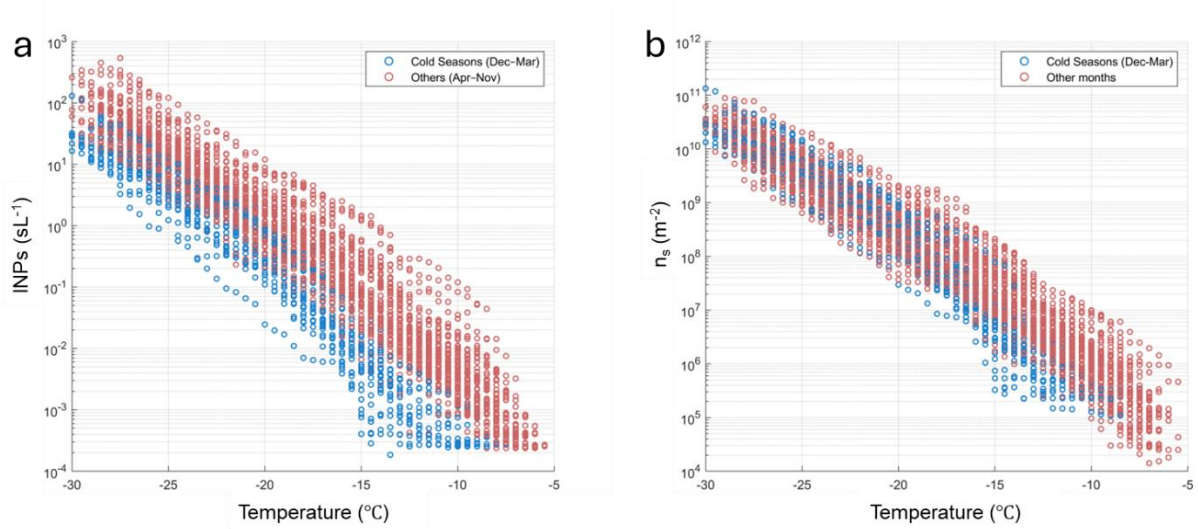 a
10³
10²
10¹
10⁰
10⁻¹
10⁻²
10⁻³
10⁻⁴
INPs (sL⁻¹)
Cold Seasons (Dec-Mar)
Others (Apr-Nov)
-30 -25 -20 -15 -10 -5
Temperature (°C)
b
10¹²
10¹¹
10¹⁰
10⁹
10⁸
10⁷
10⁶
10⁵
10⁴
nₛ (m⁻²)
Cold Seasons (Dec-Mar)
Other months
-30 -25 -20 -15 -10 -5
Temperature (°C)